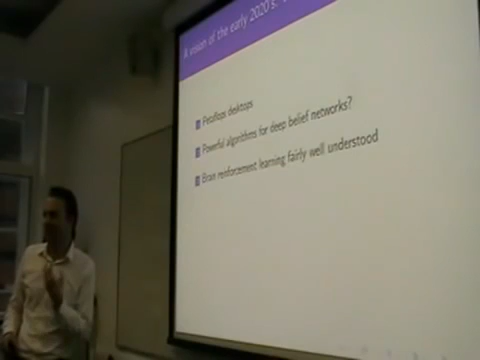 A vision of the early 2020's:
Petaflops desktops
Powerful algorithms for deep belief networks?
Brain reinforcement learning fairly well understood